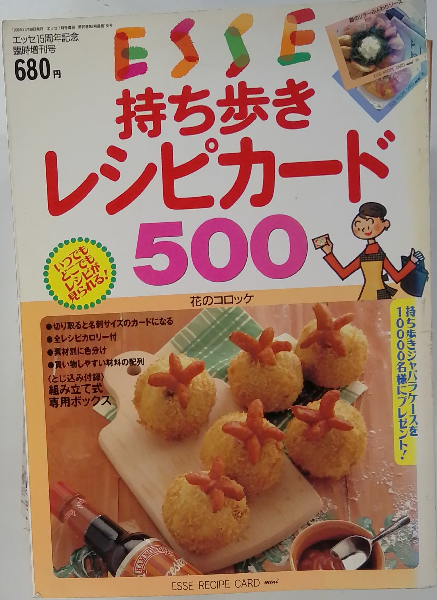 エッセ15周年記念
臨時増刊号
680円
ESSE
持ち歩き
レシピカード
500
いつでも
どこでも
レシピが
見られる!
花のコロッケ
●切り取ると名刺サイズのカードになる
●全レシピカロリー付
●素材別に色分け
●買い物しやすい材料の配列
〈とじ込み付録〉
組み立て式
専用ボックス
持ち歩きジャバラケースを
10000名様にプレゼント!
ESSE RECIPE CARD mini